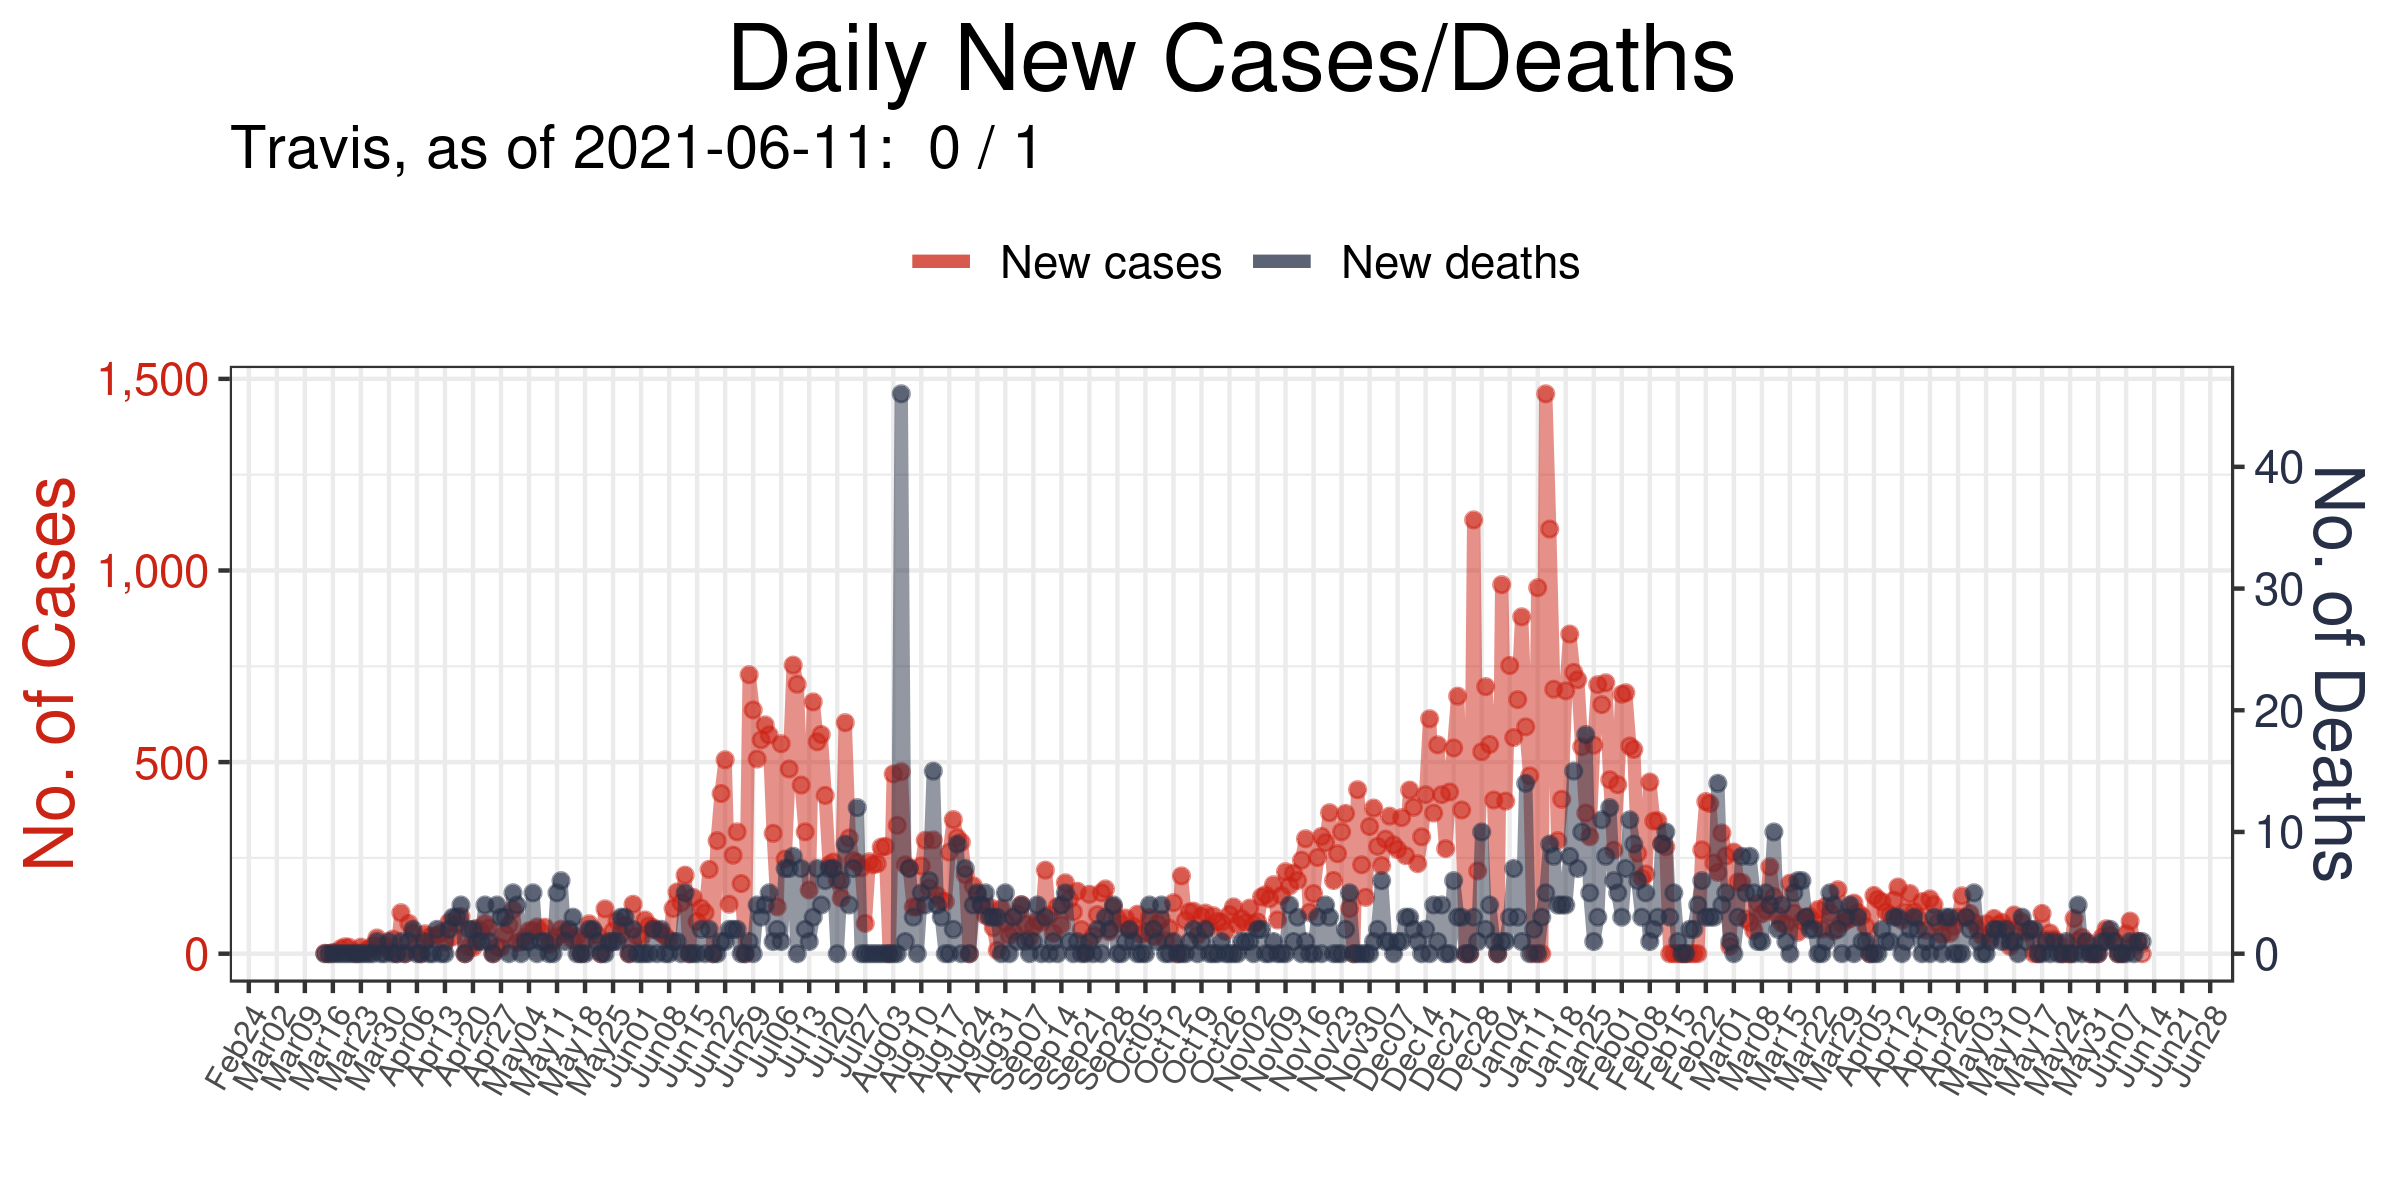 Daily New Cases/Deaths
Travis, as of 2021-06-11: 0 / 1
New cases New deaths
No. of Cases
1,500
1,000
500
0
No. of Deaths
40
30
20
10
0
Feb24 Mar02 Mar09 Mar16 Mar23 Mar30 Apr06 Apr13 Apr20 Apr27 May04 May11 May18 May25 Jun01 Jun08 Jun15 Jun22 Jun29 Jul06 Jul13 Jul20 Jul27 Aug03 Aug10 Aug17 Aug24 Aug31 Sep07 Sep14 Sep21 Sep28 Oct05 Oct12 Oct19 Oct26 Nov02 Nov09 Nov16 Nov23 Nov30 Dec07 Dec14 Dec21 Dec28 Jan04 Jan11 Jan18 Jan25 Feb01 Feb08 Feb15 Feb22 Mar01 Mar08 Mar15 Mar22 Mar29 Apr05 Apr12 Apr19 Apr26 May03 May10 May17 May24 May31 Jun07 Jun14 Jun21 Jun28